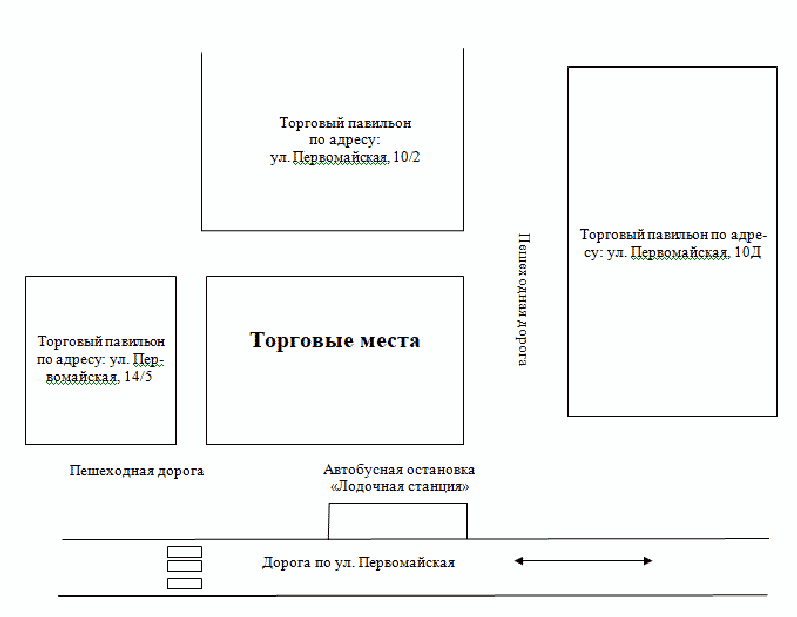 Торговый павильон
по адресу:
ул. Первомайская, 10/2
Торговый павильон по адре-
су: ул. Первомайская, 10Д
Пешеходная дорога
Торговый павильон
по адресу: ул. Пер-
вомайская, 14/5
Торговые места
Пешеходная дорога
Автобусная остановка
«Лодочная станция»
Дорога по ул. Первомайская